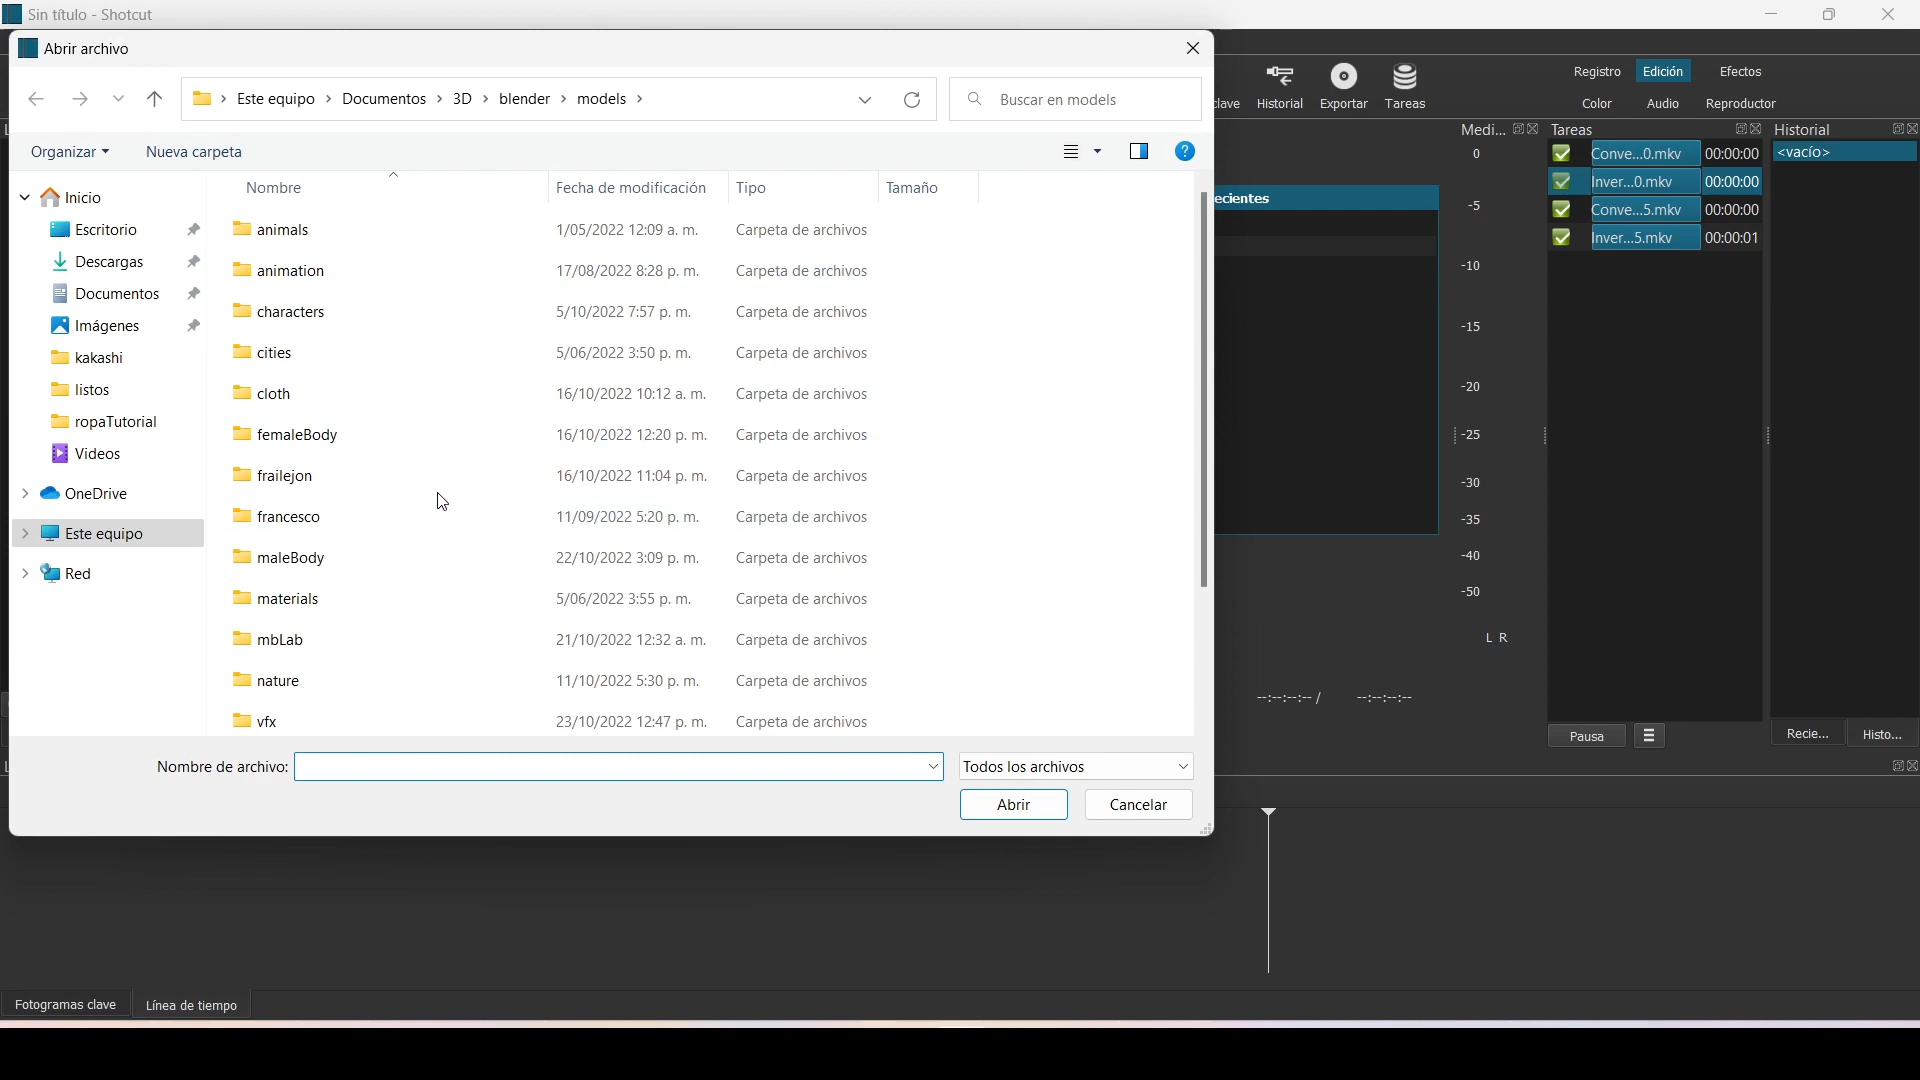 Sin título - Shotcut
Abrir archivo
Este equipo > Documentos > 3D > blender > models >
Buscar en models
Organizar
Nueva carpeta
Inicio
Escritorio
Descargas
Documentos
Imágenes
kakashi
listos
ropaTutorial
Videos
OneDrive
Este equipo
Red
Nombre Fecha de modificación Tipo Tamaño
animals 1/05/2022 12:09 a. m. Carpeta de archivos
animation 17/08/2022 8:28 p. m. Carpeta de archivos
characters 5/10/2022 7:57 p. m. Carpeta de archivos
cities 5/06/2022 3:50 p. m. Carpeta de archivos
cloth 16/10/2022 10:12 a. m. Carpeta de archivos
femaleBody 16/10/2022 12:20 p. m. Carpeta de archivos
frailejon 16/10/2022 11:04 p. m. Carpeta de archivos
francesco 11/09/2022 5:20 p. m. Carpeta de archivos
maleBody 22/10/2022 3:09 p. m. Carpeta de archivos
materials 5/06/2022 3:55 p. m. Carpeta de archivos
mbLab 21/10/2022 12:32 a. m. Carpeta de archivos
nature 11/10/2022 5:30 p. m. Carpeta de archivos
vfx 23/10/2022 12:47 p. m. Carpeta de archivos
Nombre de archivo:
Todos los archivos
Abrir
Cancelar
clave Historial Exportar Tareas
Registro Edición Efectos
Color Audio Reproductor
ecientes
Medi...
0
-5
-10
-15
-20
-25
-30
-35
-40
-50
L R
--:--:--:-- / --:--:--:--
Tareas
Conve...0.mkv 00:00:00
Inver...0.mkv 00:00:00
Conve...5.mkv 00:00:00
Inver...5.mkv 00:00:01
Pausa
Historial
<vacío>
Recie... Histo...
Fotogramas clave Línea de tiempo